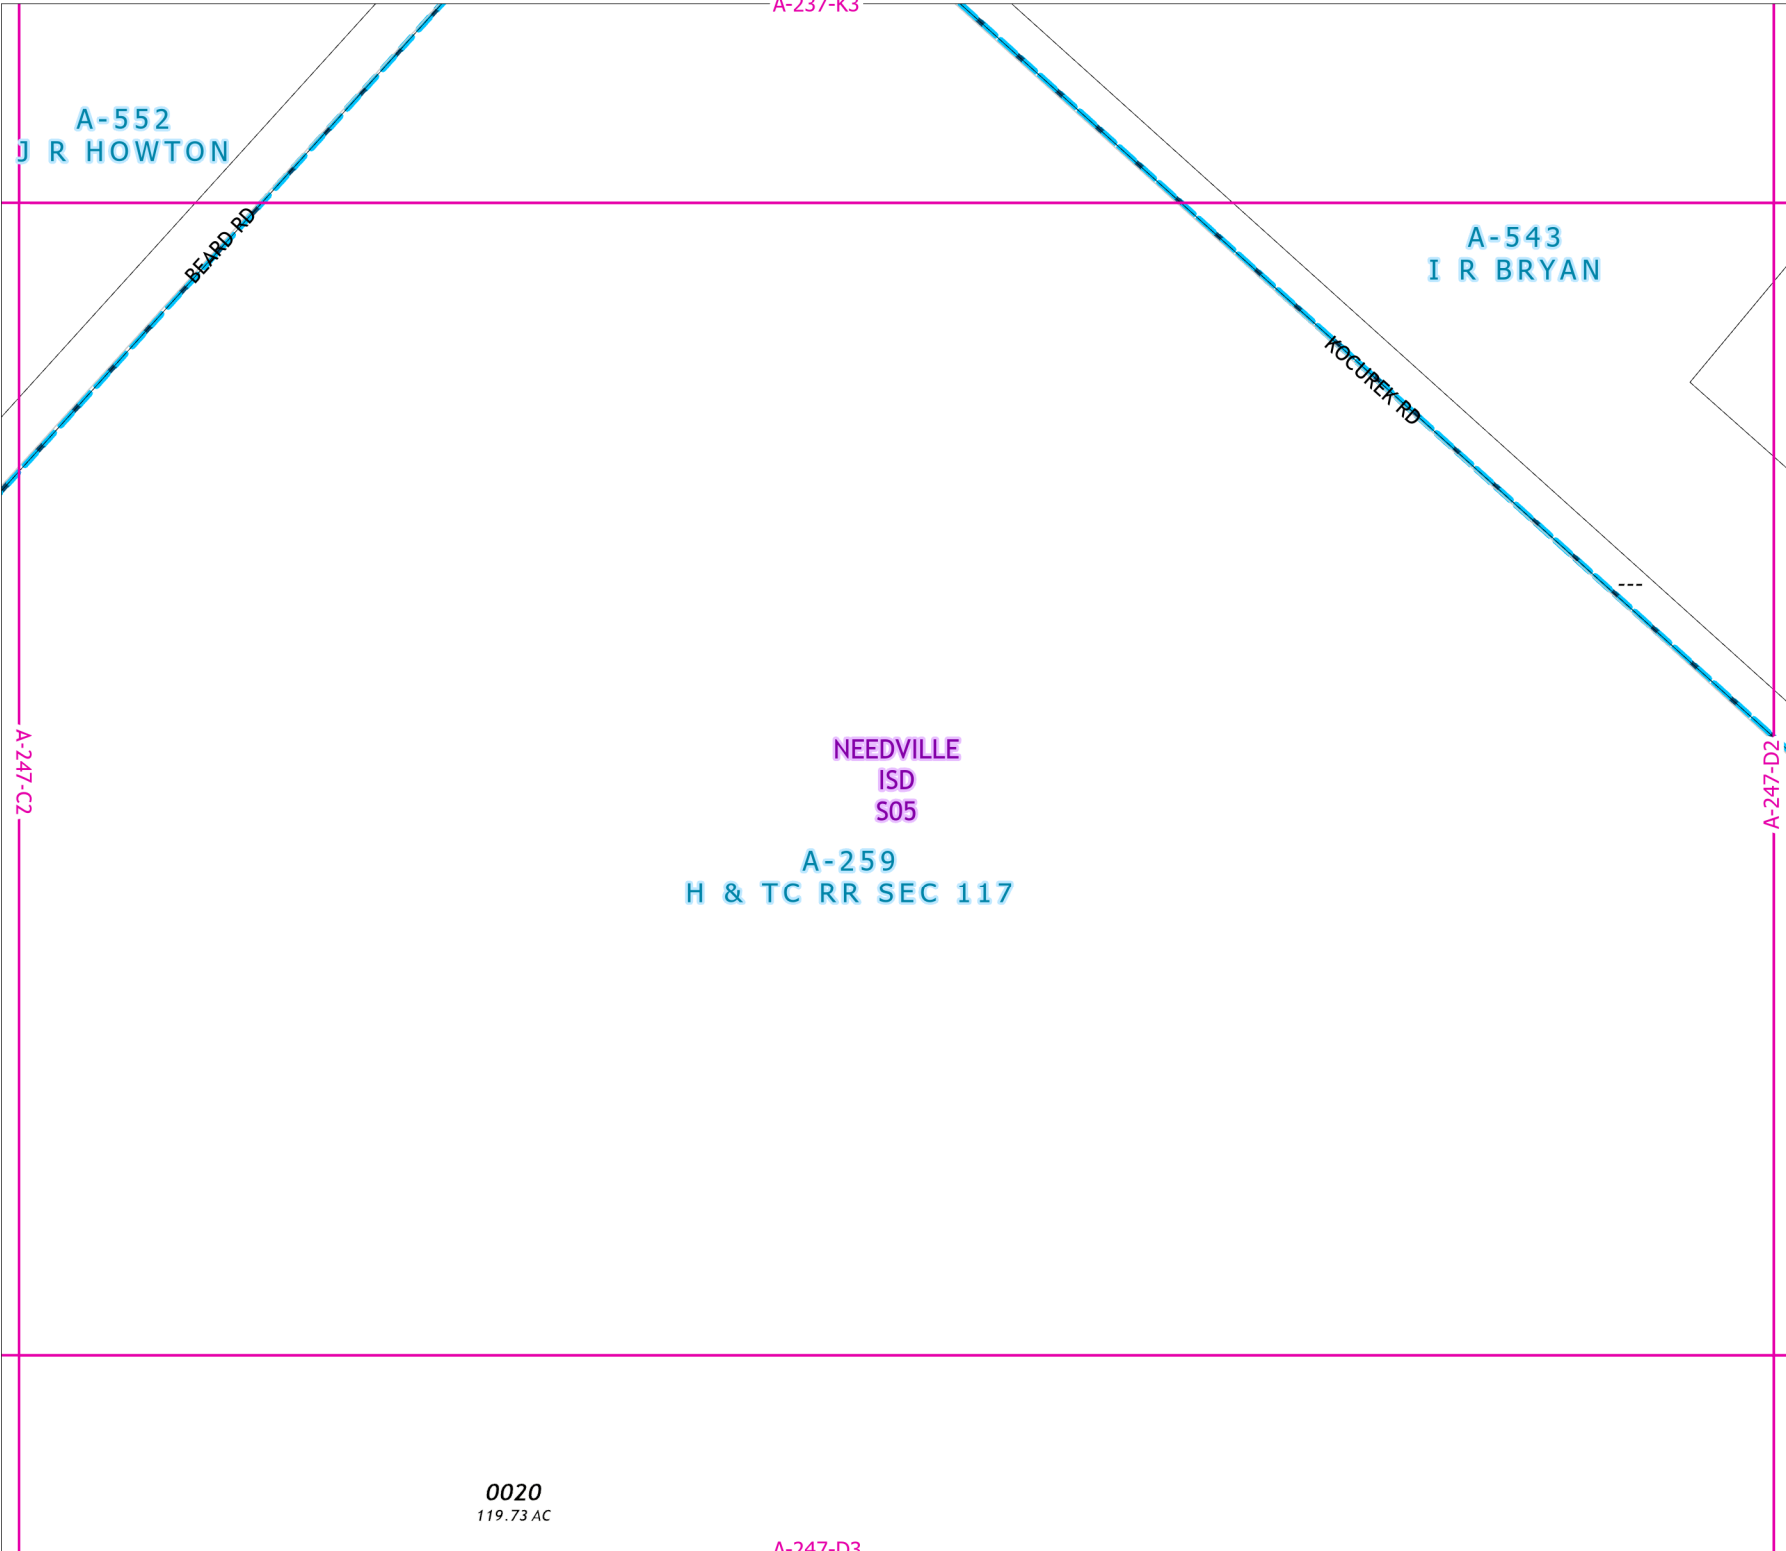 A-237-K3
A-552
J R HOWTON
BEARD RD
A-543
I R BRYAN
KOCUREK RD
---
A-247-C2
NEEDVILLE
ISD
S05
A-247-D2
A-259
H & TC RR SEC 117
0020
119.73 AC
A-247-D3